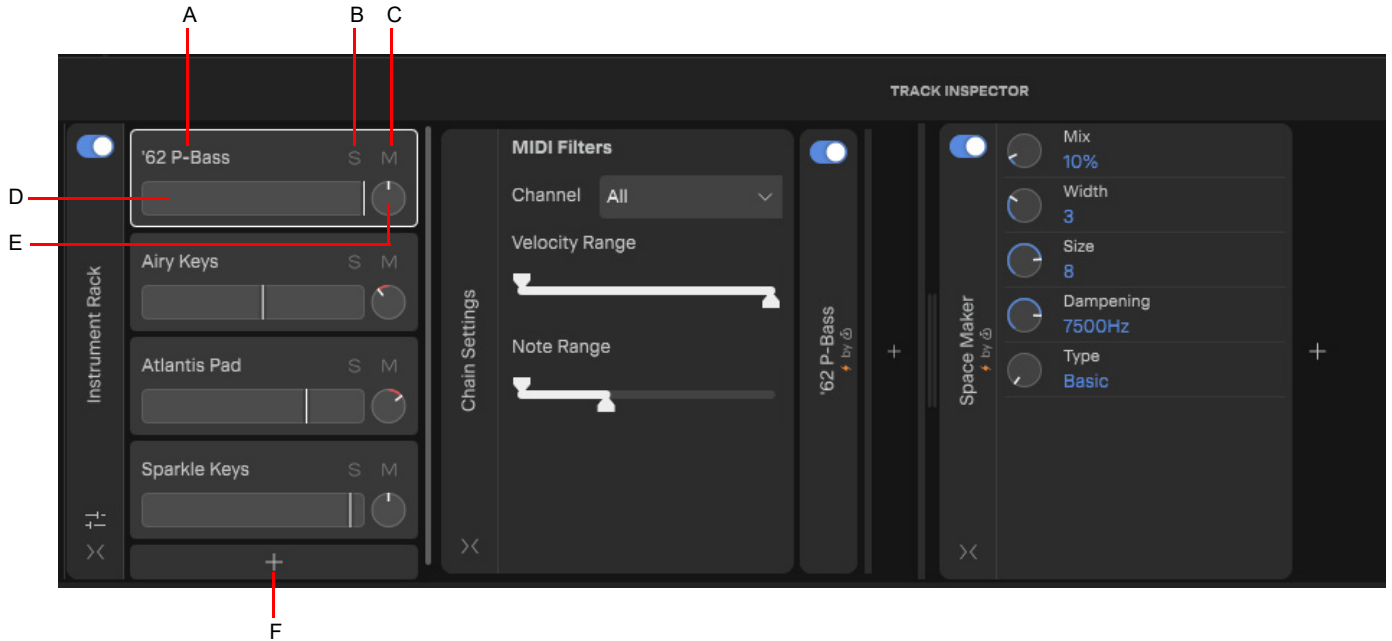 A B C
TRACK INSPECTOR
'62 P-Bass S M
D
E
Airy Keys S M
Atlantis Pad S M
Sparkle Keys S M
+
F
Instrument Rack
Chain Settings
MIDI Filters
Channel All
Velocity Range
Note Range
'62 P-Bass
by
+
Space Maker
by
Mix
10%
Width
3
Size
8
Dampening
7500Hz
Type
Basic
+